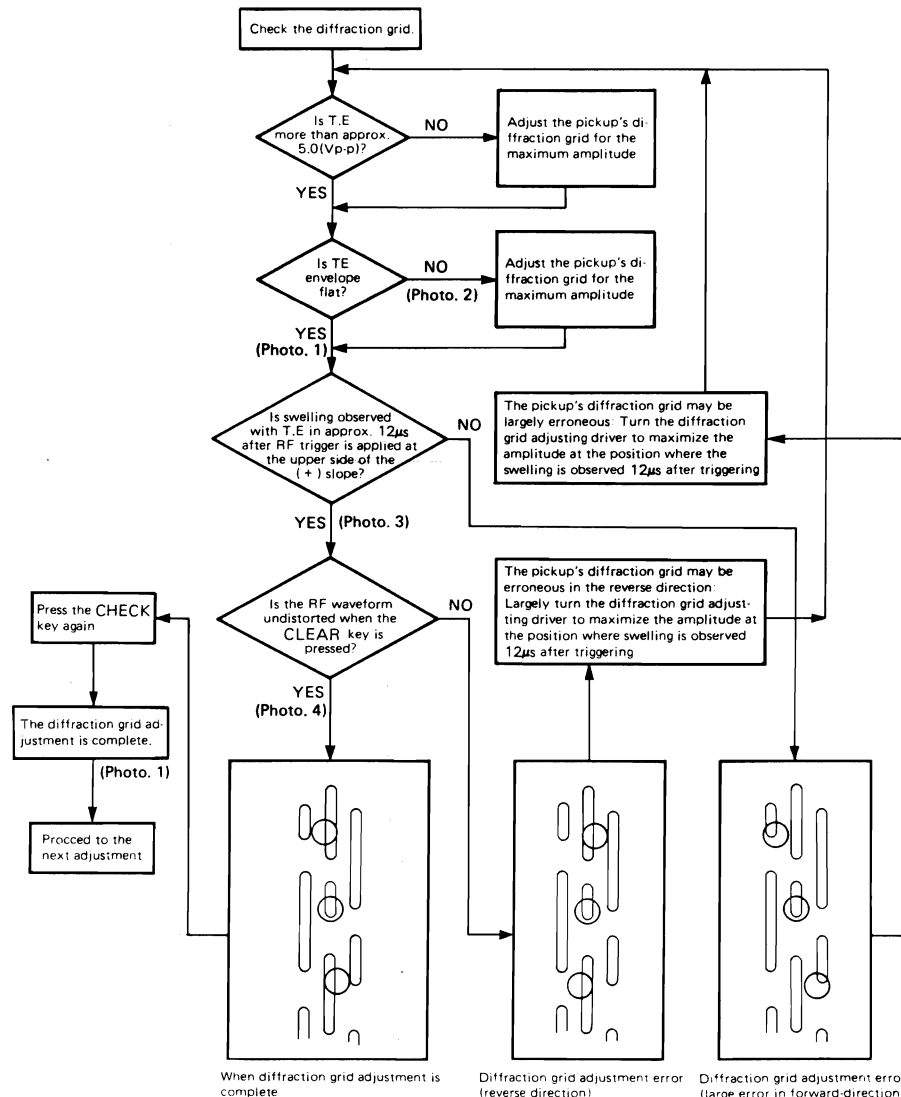 Check the diffraction grid.
Is T.E
more than approx.
5.0(Vp-p)?
NO
Adjust the pickup's di-
ffraction grid for the
maximum amplitude
YES
Is TE
envelope
flat?
NO
(Photo. 2)
Adjust the pickup's di-
ffraction grid for the
maximum amplitude
YES
(Photo. 1)
Is swelling observed
with T.E in approx. 12µs
after RF trigger is applied at
the upper side of the
(+) slope?
NO
The pickup's diffraction grid may be
largely erroneous: Turn the diffraction
grid adjusting driver to maximize the
amplitude at the position where the
swelling is observed 12µs after triggering
YES (Photo. 3)
Is the RF waveform
undistorted when the
CLEAR key is
pressed?
NO
The pickup's diffraction grid may be
erroneous in the reverse direction:
Largely turn the diffraction grid adjust-
ting driver to maximize the amplitude at
the position where swelling is observed
12µs after triggering
YES
(Photo. 4)
Press the CHECK
key again
The diffraction grid ad-
justment is complete.
(Photo. 1)
Procced to the
next adjustment
When diffraction grid adjustment is
complete
Diffraction grid adjustment error
(reverse direction)
Diffraction grid adjustment erro
(large error in forward-direction